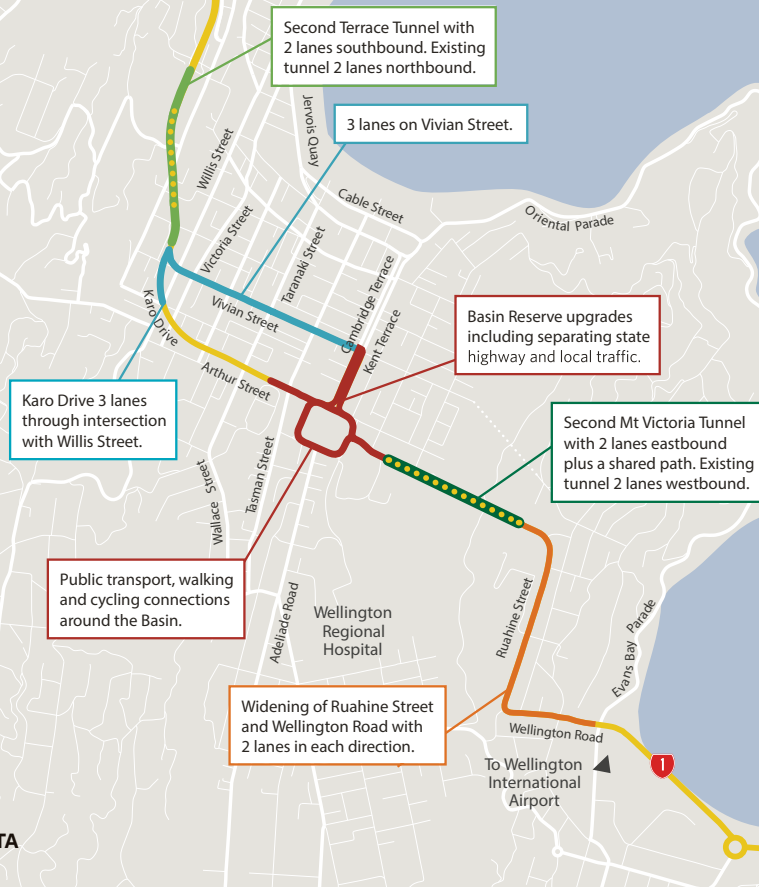 Second Terrace Tunnel with
2 lanes southbound. Existing
tunnel 2 lanes northbound.
Jervois Quay
3 lanes on Vivian Street.
Willis Street
Cable Street
Oriental Parade
Victoria Street
Taranaki Street
Cambridge Terrace
Kent Terrace
Vivian Street
Karo Drive
Basin Reserve upgrades
including separating state
highway and local traffic.
Arthur Street
Karo Drive 3 lanes
through intersection
with Willis Street.
Second Mt Victoria Tunnel
with 2 lanes eastbound
plus a shared path. Existing
tunnel 2 lanes westbound.
Wallace Street
Tasman Street
Public transport, walking
and cycling connections
around the Basin.
Adeliade Road
Wellington
Regional
Hospital
Ruahine Street
Evans Bay Parade
Widening of Ruahine Street
and Wellington Road with
2 lanes in each direction.
Wellington Road
To Wellington
International
Airport
1
TA